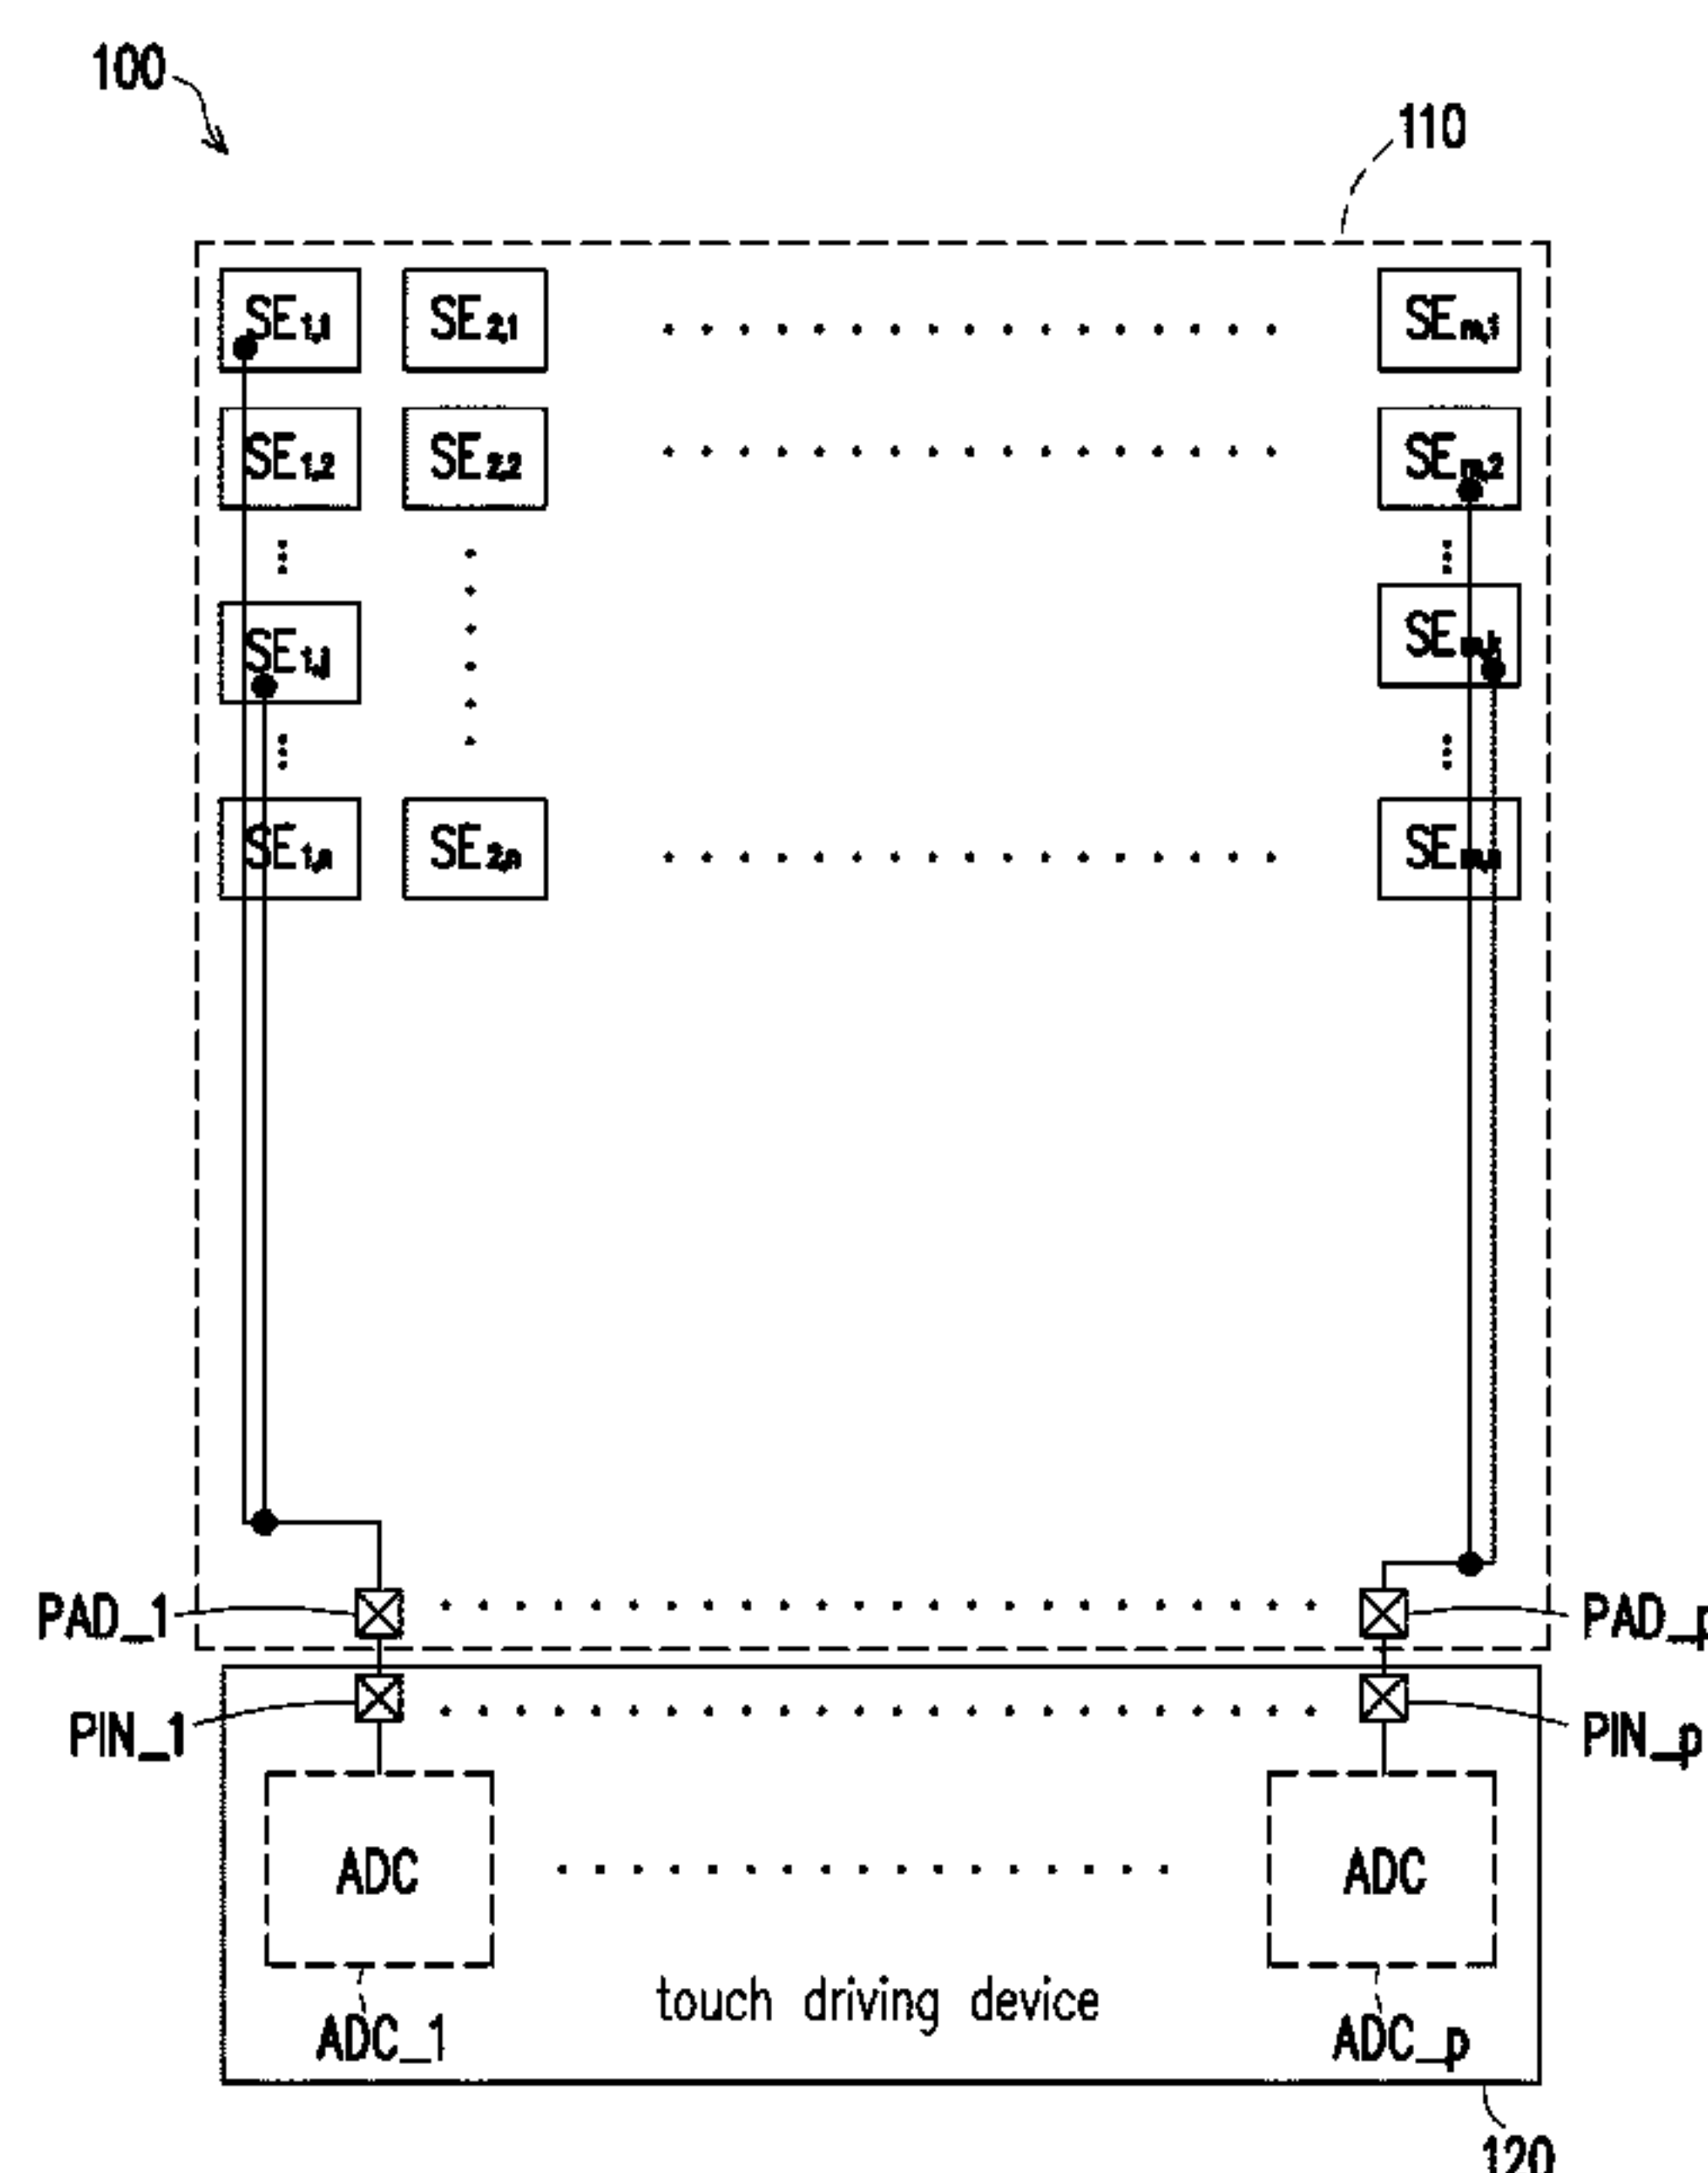 100
110
SE1,1 SE2,1 SEm,1
SE1,2 SE2,2 SEm,2
SE1,j SEm,k
SE1,n SE2,n SEm,n
PAD_1 PAD_p
PIN_1 PIN_p
ADC ADC
touch driving device
ADC_1 ADC_p
120